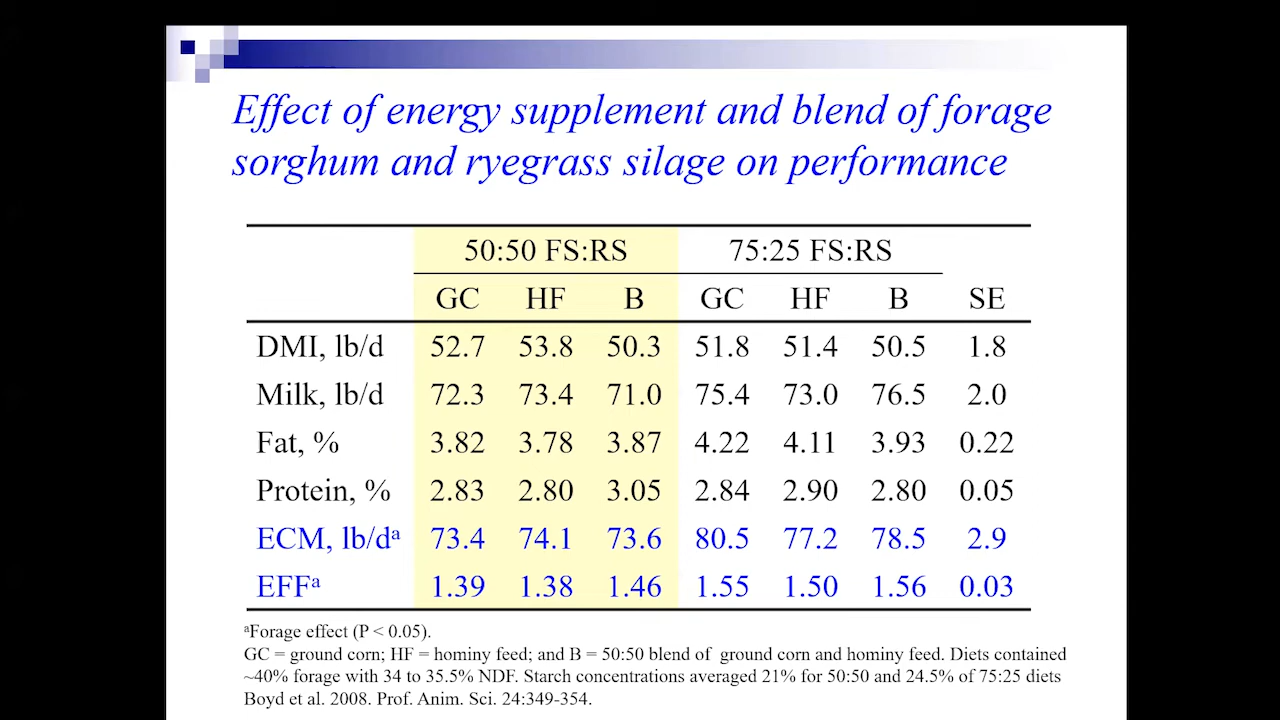 Effect of energy supplement and blend of forage
sorghum and ryegrass silage on performance
50:50 FS:RS 75:25 FS:RS
GC HF B GC HF B SE
DMI, lb/d 52.7 53.8 50.3 51.8 51.4 50.5 1.8
Milk, lb/d 72.3 73.4 71.0 75.4 73.0 76.5 2.0
Fat, % 3.82 3.78 3.87 4.22 4.11 3.93 0.22
Protein, % 2.83 2.80 3.05 2.84 2.90 2.80 0.05
ECM, lb/dᵃ 73.4 74.1 73.6 80.5 77.2 78.5 2.9
EFFᵃ 1.39 1.38 1.46 1.55 1.50 1.56 0.03
ᵃForage effect (P < 0.05).
GC = ground corn; HF = hominy feed; and B = 50:50 blend of ground corn and hominy feed. Diets contained
~40% forage with 34 to 35.5% NDF. Starch concentrations averaged 21% for 50:50 and 24.5% of 75:25 diets
Boyd et al. 2008. Prof. Anim. Sci. 24:349-354.